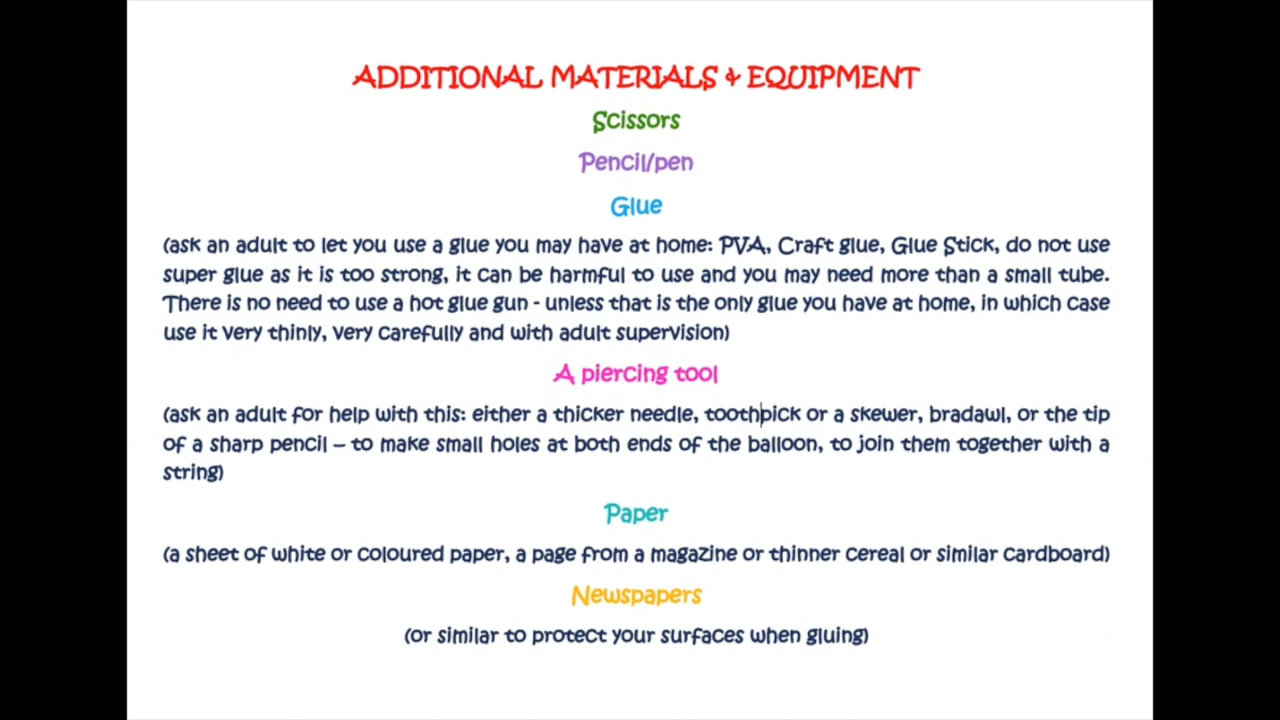 ADDITIONAL MATERIALS & EQUIPMENT
Scissors
Pencil/pen
Glue
(ask an adult to let you use a glue you may have at home: PVA, Craft glue, Glue Stick, do not use
super glue as it is too strong, it can be harmful to use and you may need more than a small tube.
There is no need to use a hot glue gun - unless that is the only glue you have at home, in which case
use it very thinly, very carefully and with adult supervision)
A piercing tool
(ask an adult for help with this: either a thicker needle, toothpick or a skewer, bradawl, or the tip
of a sharp pencil – to make small holes at both ends of the balloon, to join them together with a
string)
Paper
(a sheet of white or coloured paper, a page from a magazine or thinner cereal or similar cardboard)
Newspapers
(or similar to protect your surfaces when gluing)